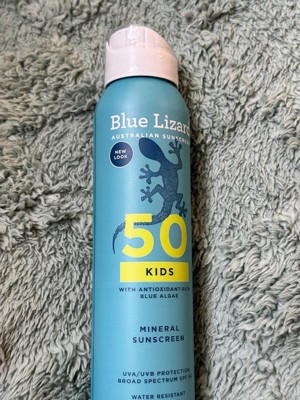 Blue Lizard
AUSTRALIAN SUNSCREEN
NEW
LOOK
50
KIDS
WITH ANTIOXIDANT-RICH
BLUE ALGAE
MINERAL
SUNSCREEN
UVA/UVB PROTECTION
BROAD SPECTRUM SPF 50
WATER RESISTANT